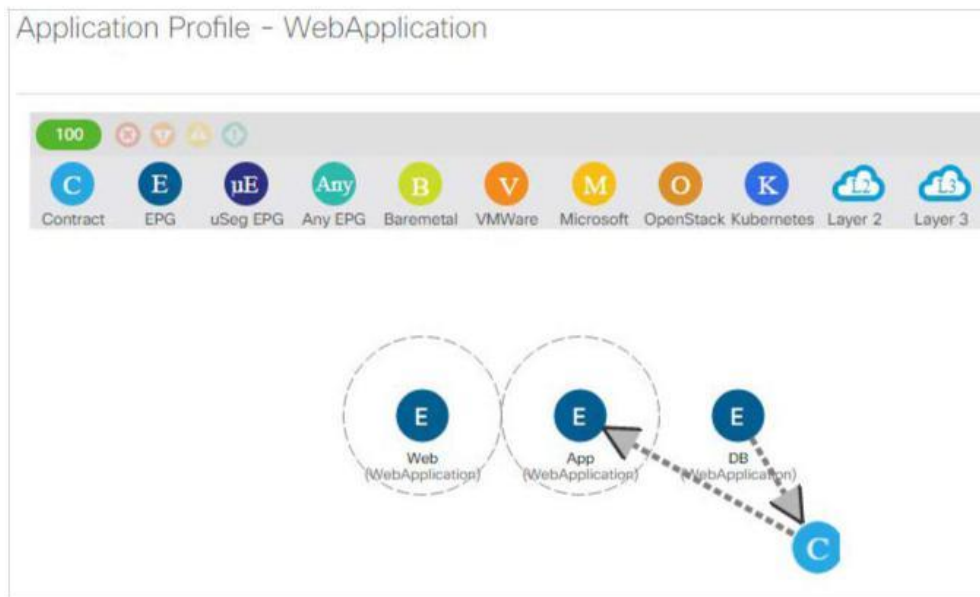 Application Profile - WebApplication
100
C E μE Any B V M O K L2 L3
Contract EPG uSeg EPG Any EPG Baremetal VMWare Microsoft OpenStack Kubernetes Layer 2 Layer 3
E E E
Web App DB
(WebApplication) (WebApplication) (WebApplication)
C